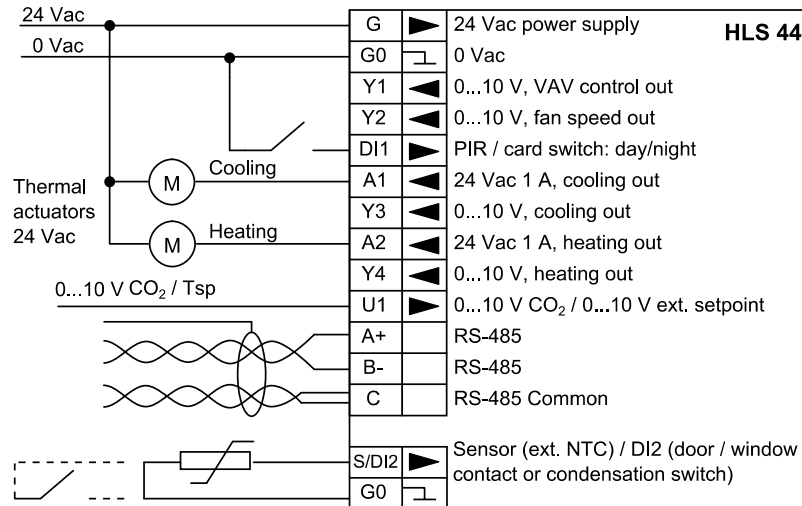 24 Vac
G
24 Vac power supply
HLS 44
0 Vac
G0
0 Vac
Y1
0...10 V, VAV control out
Y2
0...10 V, fan speed out
DI1
PIR / card switch: day/night
Cooling
M
A1
24 Vac 1 A, cooling out
Thermal
actuators
24 Vac
Y3
0...10 V, cooling out
Heating
M
A2
24 Vac 1 A, heating out
Y4
0...10 V, heating out
0...10 V CO₂ / Tsp
U1
0...10 V CO₂ / 0...10 V ext. setpoint
A+
RS-485
B-
RS-485
C
RS-485 Common
S/DI2
Sensor (ext. NTC) / DI2 (door / window
contact or condensation switch)
G0